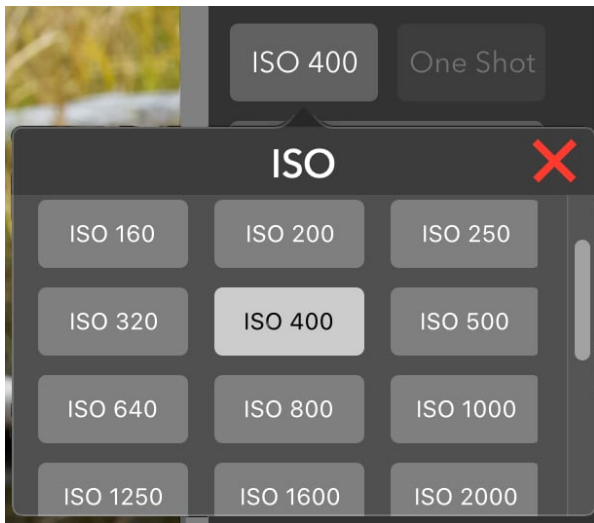 ISO 400 One Shot
ISO
ISO 160 ISO 200 ISO 250
ISO 320 ISO 400 ISO 500
ISO 640 ISO 800 ISO 1000
ISO 1250 ISO 1600 ISO 2000